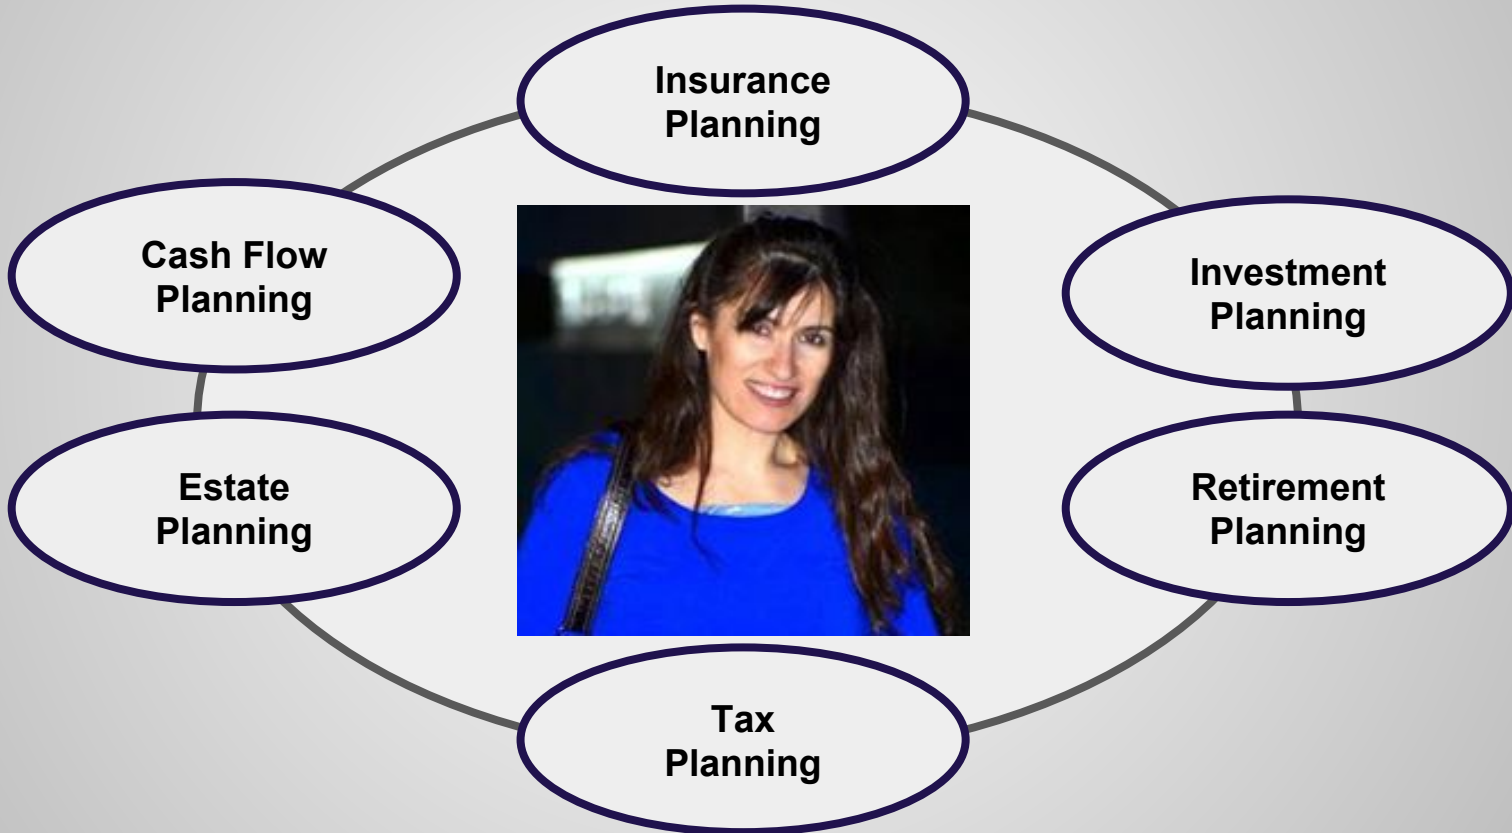 Insurance
Planning
Cash Flow
Planning
Investment
Planning
Estate
Planning
Retirement
Planning
Tax
Planning